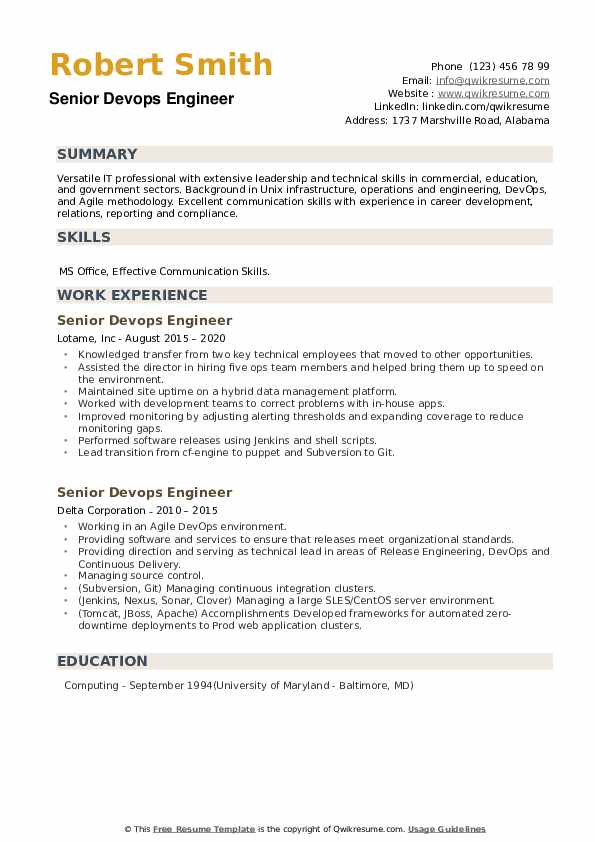 Robert Smith
Senior Devops Engineer
Phone (123) 456 78 99
Email: info@qwikresume.com
Website : www.qwikresume.com
LinkedIn: linkedin.com/qwikresume
Address: 1737 Marshville Road, Alabama
SUMMARY
Versatile IT professional with extensive leadership and technical skills in commercial, education,
and government sectors. Background in Unix infrastructure, operations and engineering, DevOps,
and Agile methodology. Excellent communication skills with experience in career development,
relations, reporting and compliance.
SKILLS
MS Office, Effective Communication Skills.
WORK EXPERIENCE
Senior Devops Engineer
Lotame, Inc - August 2015 – 2020
• Knowledged transfer from two key technical employees that moved to other opportunities.
• Assisted the director in hiring five ops team members and helped bring them up to speed on
the environment.
• Maintained site uptime on a hybrid data management platform.
• Worked with development teams to correct problems with in-house apps.
• Improved monitoring by adjusting alerting thresholds and expanding coverage to reduce
monitoring gaps.
• Performed software releases using Jenkins and shell scripts.
• Lead transition from cf-engine to puppet and Subversion to Git.
Senior Devops Engineer
Delta Corporation - 2010 – 2015
• Working in an Agile DevOps environment.
• Providing software and services to ensure that releases meet organizational standards.
• Providing direction and serving as technical lead in areas of Release Engineering, DevOps and
Continuous Delivery.
• Managing source control.
• (Subversion, Git) Managing continuous integration clusters.
• (Jenkins, Nexus, Sonar, Clover) Managing a large SLES/CentOS server environment.
• (Tomcat, JBoss, Apache) Accomplishments Developed frameworks for automated zero-
downtime deployments to Prod web application clusters.
EDUCATION
Computing - September 1994(University of Maryland - Baltimore, MD)
© This Free Resume Template is the copyright of Qwikresume.com. Usage Guidelines